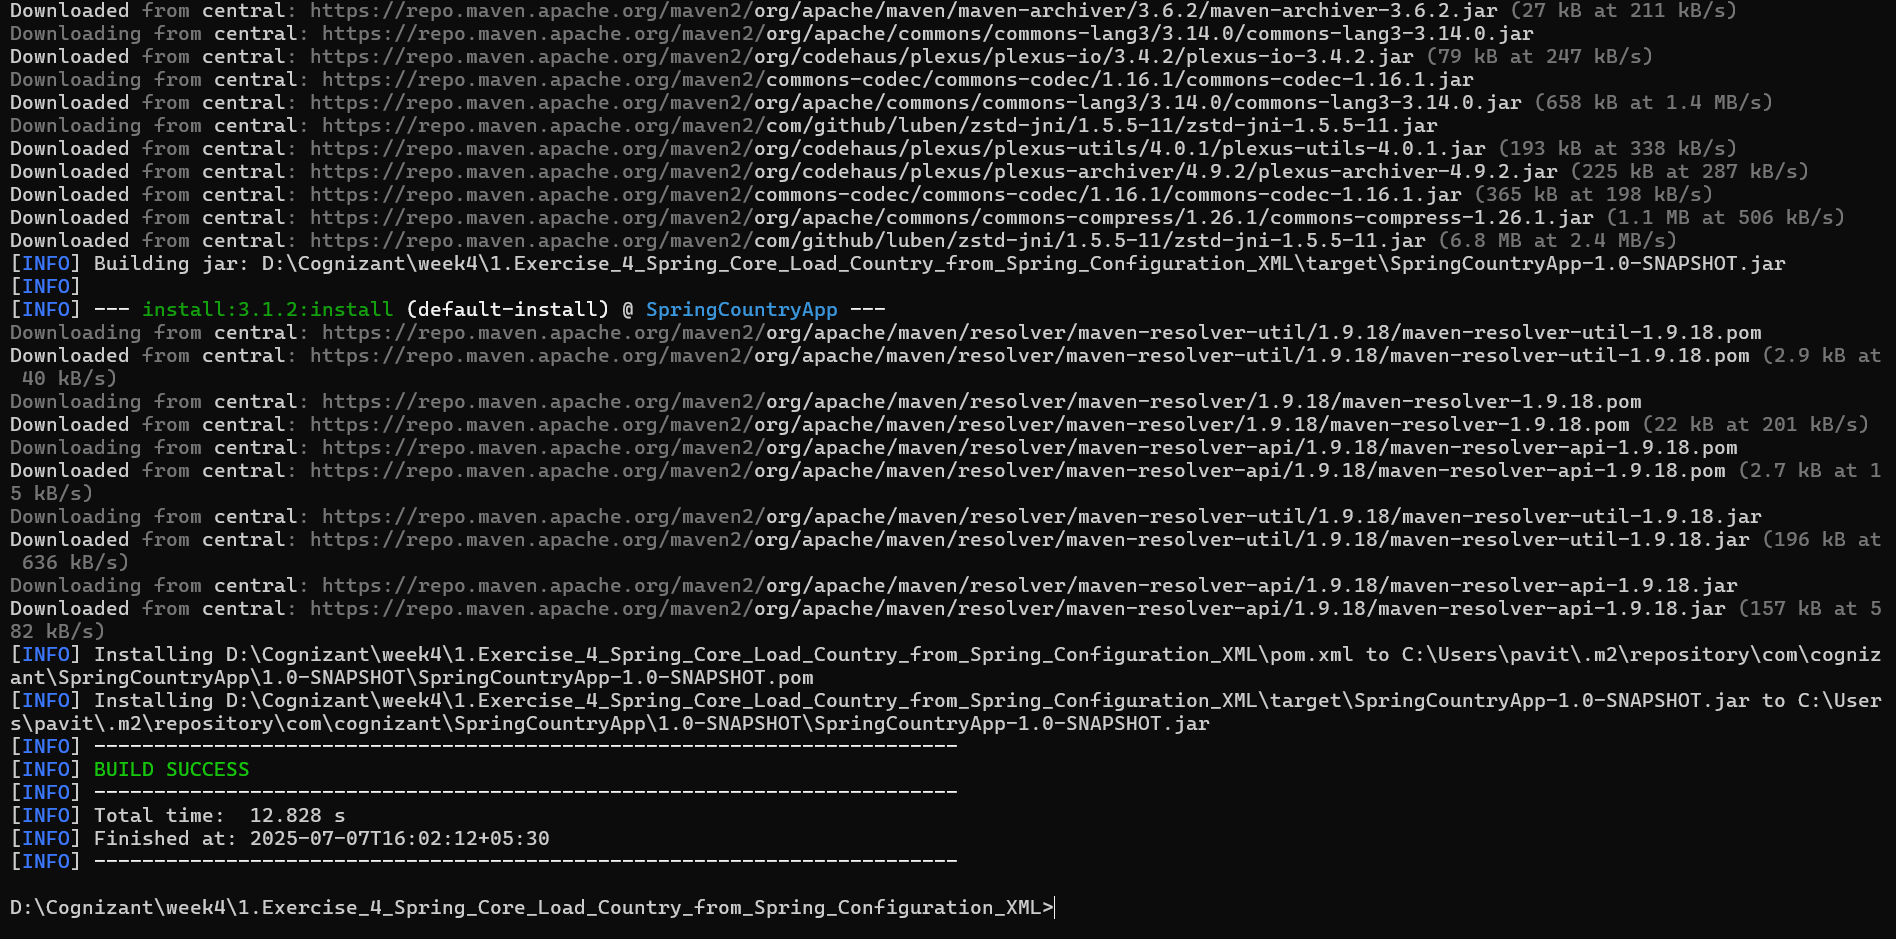 Downloaded from central: https://repo.maven.apache.org/maven2/org/apache/maven/maven-archiver/3.6.2/maven-archiver-3.6.2.jar (27 kB at 211 kB/s)
Downloading from central: https://repo.maven.apache.org/maven2/org/apache/commons/commons-lang3/3.14.0/commons-lang3-3.14.0.jar
Downloaded from central: https://repo.maven.apache.org/maven2/org/codehaus/plexus/plexus-io/3.4.2/plexus-io-3.4.2.jar (79 kB at 247 kB/s)
Downloading from central: https://repo.maven.apache.org/maven2/commons-codec/commons-codec/1.16.1/commons-codec-1.16.1.jar
Downloaded from central: https://repo.maven.apache.org/maven2/org/apache/commons/commons-lang3/3.14.0/commons-lang3-3.14.0.jar (658 kB at 1.4 MB/s)
Downloading from central: https://repo.maven.apache.org/maven2/com/github/luben/zstd-jni/1.5.5-11/zstd-jni-1.5.5-11.jar
Downloaded from central: https://repo.maven.apache.org/maven2/org/codehaus/plexus/plexus-utils/4.0.1/plexus-utils-4.0.1.jar (193 kB at 338 kB/s)
Downloaded from central: https://repo.maven.apache.org/maven2/org/codehaus/plexus/plexus-archiver/4.9.2/plexus-archiver-4.9.2.jar (225 kB at 287 kB/s)
Downloaded from central: https://repo.maven.apache.org/maven2/commons-codec/commons-codec/1.16.1/commons-codec-1.16.1.jar (365 kB at 198 kB/s)
Downloaded from central: https://repo.maven.apache.org/maven2/org/apache/commons/commons-compress/1.26.1/commons-compress-1.26.1.jar (1.1 MB at 506 kB/s)
Downloaded from central: https://repo.maven.apache.org/maven2/com/github/luben/zstd-jni/1.5.5-11/zstd-jni-1.5.5-11.jar (6.8 MB at 2.4 MB/s)
[INFO] Building jar: D:\Cognizant\week4\1.Exercise_4_Spring_Core_Load_Country_from_Spring_Configuration_XML\target\SpringCountryApp-1.0-SNAPSHOT.jar
[INFO]
[INFO] --- install:3.1.2:install (default-install) @ SpringCountryApp ---
Downloading from central: https://repo.maven.apache.org/maven2/org/apache/maven/resolver/maven-resolver-util/1.9.18/maven-resolver-util-1.9.18.pom
Downloaded from central: https://repo.maven.apache.org/maven2/org/apache/maven/resolver/maven-resolver-util/1.9.18/maven-resolver-util-1.9.18.pom (2.9 kB at
 40 kB/s)
Downloading from central: https://repo.maven.apache.org/maven2/org/apache/maven/resolver/maven-resolver/1.9.18/maven-resolver-1.9.18.pom
Downloaded from central: https://repo.maven.apache.org/maven2/org/apache/maven/resolver/maven-resolver/1.9.18/maven-resolver-1.9.18.pom (22 kB at 201 kB/s)
Downloading from central: https://repo.maven.apache.org/maven2/org/apache/maven/resolver/maven-resolver-api/1.9.18/maven-resolver-api-1.9.18.pom
Downloaded from central: https://repo.maven.apache.org/maven2/org/apache/maven/resolver/maven-resolver-api/1.9.18/maven-resolver-api-1.9.18.pom (2.7 kB at 1
5 kB/s)
Downloading from central: https://repo.maven.apache.org/maven2/org/apache/maven/resolver/maven-resolver-util/1.9.18/maven-resolver-util-1.9.18.jar
Downloaded from central: https://repo.maven.apache.org/maven2/org/apache/maven/resolver/maven-resolver-util/1.9.18/maven-resolver-util-1.9.18.jar (196 kB at
 636 kB/s)
Downloading from central: https://repo.maven.apache.org/maven2/org/apache/maven/resolver/maven-resolver-api/1.9.18/maven-resolver-api-1.9.18.jar
Downloaded from central: https://repo.maven.apache.org/maven2/org/apache/maven/resolver/maven-resolver-api/1.9.18/maven-resolver-api-1.9.18.jar (157 kB at 5
82 kB/s)
[INFO] Installing D:\Cognizant\week4\1.Exercise_4_Spring_Core_Load_Country_from_Spring_Configuration_XML\pom.xml to C:\Users\pavit\.m2\repository\com\cogniz
ant\SpringCountryApp\1.0-SNAPSHOT\SpringCountryApp-1.0-SNAPSHOT.pom
[INFO] Installing D:\Cognizant\week4\1.Exercise_4_Spring_Core_Load_Country_from_Spring_Configuration_XML\target\SpringCountryApp-1.0-SNAPSHOT.jar to C:\User
s\pavit\.m2\repository\com\cognizant\SpringCountryApp\1.0-SNAPSHOT\SpringCountryApp-1.0-SNAPSHOT.jar
[INFO] ------------------------------------------------------------------------
[INFO] BUILD SUCCESS
[INFO] ------------------------------------------------------------------------
[INFO] Total time:  12.828 s
[INFO] Finished at: 2025-07-07T16:02:12+05:30
[INFO] ------------------------------------------------------------------------
D:\Cognizant\week4\1.Exercise_4_Spring_Core_Load_Country_from_Spring_Configuration_XML>